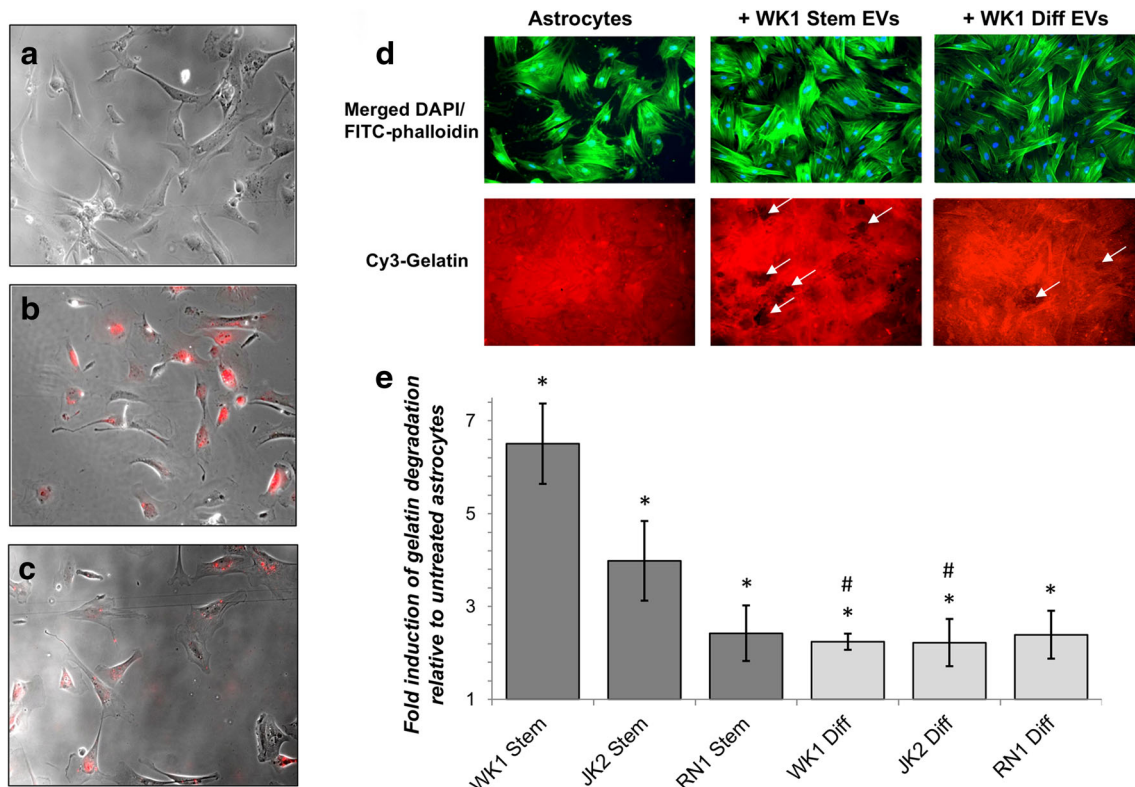 a
b
c
d
Astrocytes
+ WK1 Stem EVs
+ WK1 Diff EVs
Merged DAPI/
FITC-phalloidin
Cy3-Gelatin
e
Fold induction of gelatin degradation
relative to untreated astrocytes
7
5
3
1
*
*
*
#
*
#
*
*
WK1 Stem
JK2 Stem
RN1 Stem
WK1 Diff
JK2 Diff
RN1 Diff